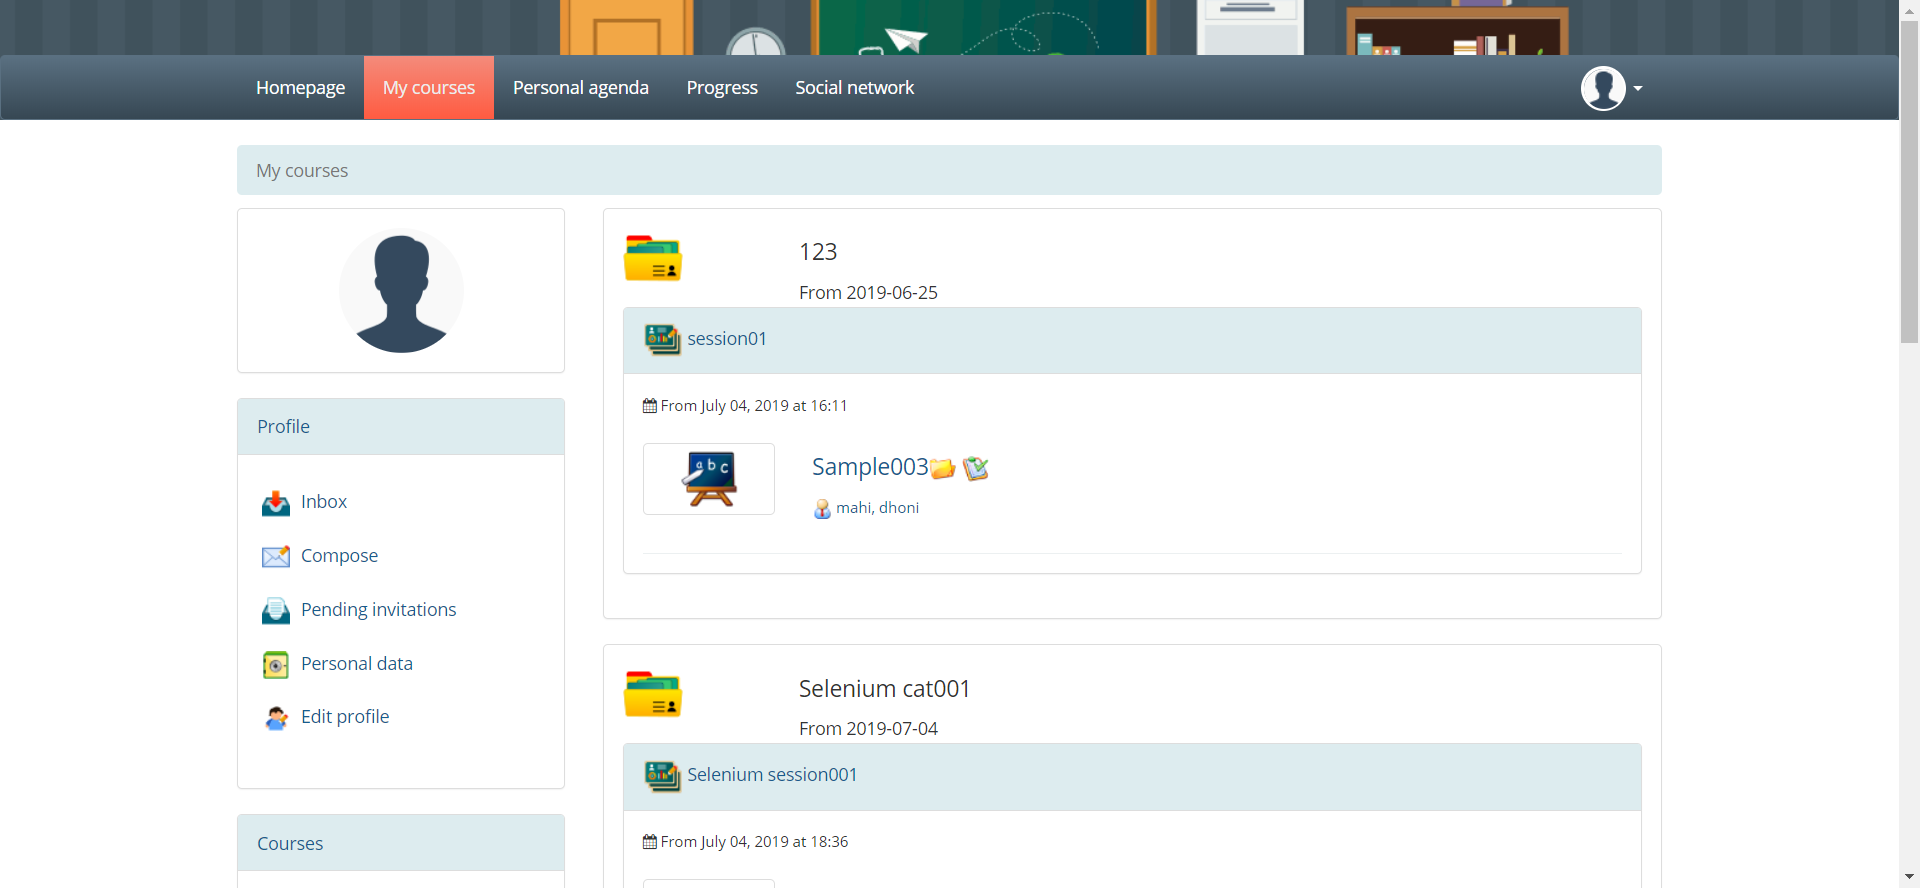 Homepage
My courses
Personal agenda
Progress
Social network
My courses
Profile
Inbox
Compose
Pending invitations
Personal data
Edit profile
Courses
123
From 2019-06-25
session01
From July 04, 2019 at 16:11
a b c
Sample003
mahi, dhoni
Selenium cat001
From 2019-07-04
Selenium session001
From July 04, 2019 at 18:36